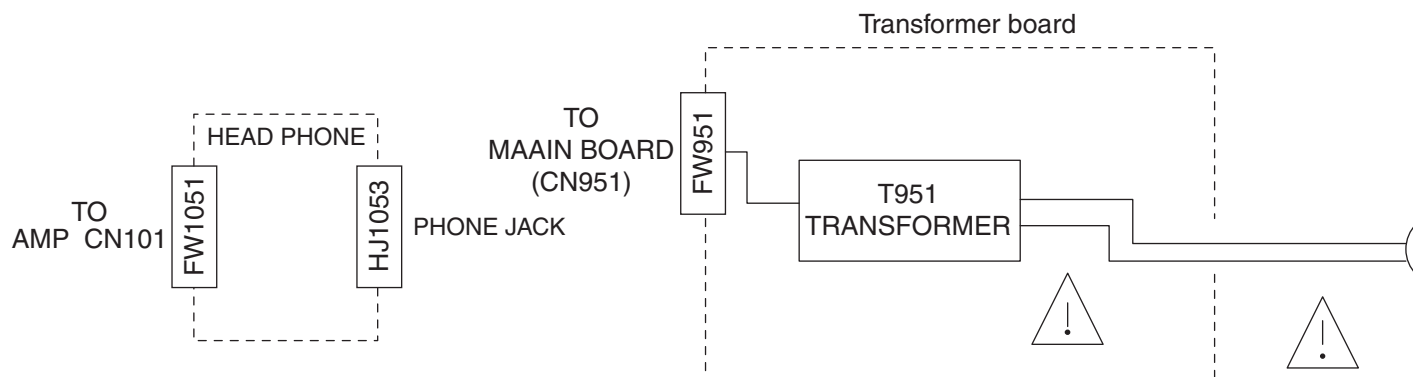 HEAD PHONE
TO
AMP CN101
FW1051
HJ1053
PHONE JACK
Transformer board
TO
MAAIN BOARD
(CN951)
FW951
T951
TRANSFORMER
!
!